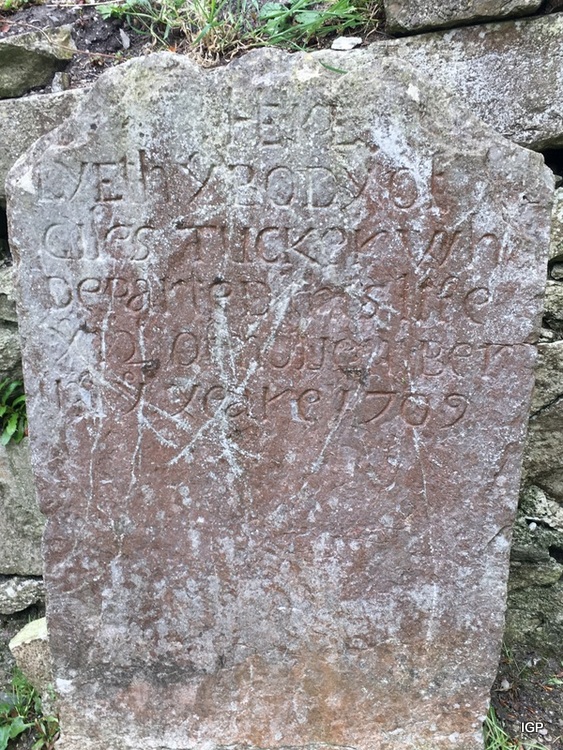 HERE
LYEth Y BODY of
Giles Tucker Who
DeParteD this life
Y 12 Of NOVeMBer
in Y yeare 1709
IGP